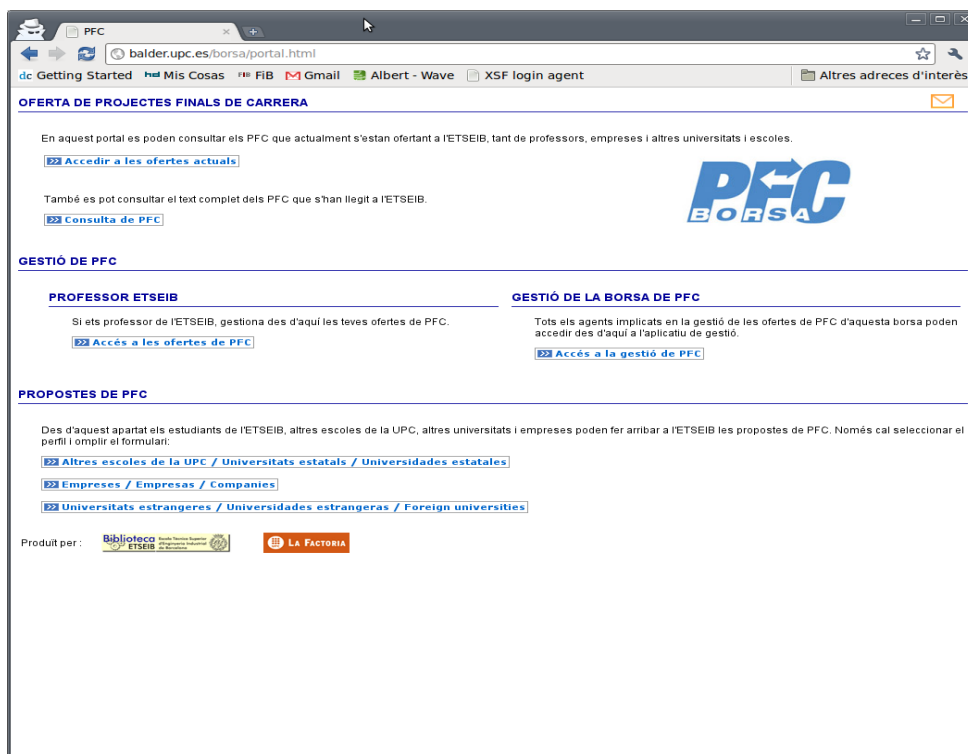 PFC
balder.upc.es/borsa/portal.html
dc Getting Started hd Mis Cosas FIB FiB Gmail Albert - Wave XSF login agent Altres adreces d'interès
OFERTA DE PROJECTES FINALS DE CARRERA
En aquest portal es poden consultar els PFC que actualment s'estan ofertant a l'ETSEIB, tant de professors, empreses i altres universitats i escoles.
Accedir a les ofertes actuals
També es pot consultar el text complet dels PFC que s'han llegit a l'ETSEIB.
Consulta de PFC
PFC
BORSA
GESTIÓ DE PFC
PROFESSOR ETSEIB
Si ets professor de l'ETSEIB, gestiona des d'aquí les teves ofertes de PFC.
Accés a les ofertes de PFC
GESTIÓ DE LA BORSA DE PFC
Tots els agents implicats en la gestió de les ofertes de PFC d'aquesta borsa poden
accedir des d'aquí a l'aplicatiu de gestió.
Accés a la gestió de PFC
PROPOSTES DE PFC
Des d'aquest apartat els estudiants de l'ETSEIB, altres escoles de la UPC, altres universitats i empreses poden fer arribar a l'ETSEIB les propostes de PFC. Només cal seleccionar el
perfil i omplir el formulari:
Altres escoles de la UPC / Universitats estatals / Universidades estatales
Empreses / Empresas / Companies
Universitats estrangeres / Universidades estrangeras / Foreign universities
Produït per :
Biblioteca
ETSEIB
Escola Tècnica Superior
d'Enginyeria Industrial
de Barcelona
LA FACTORIA